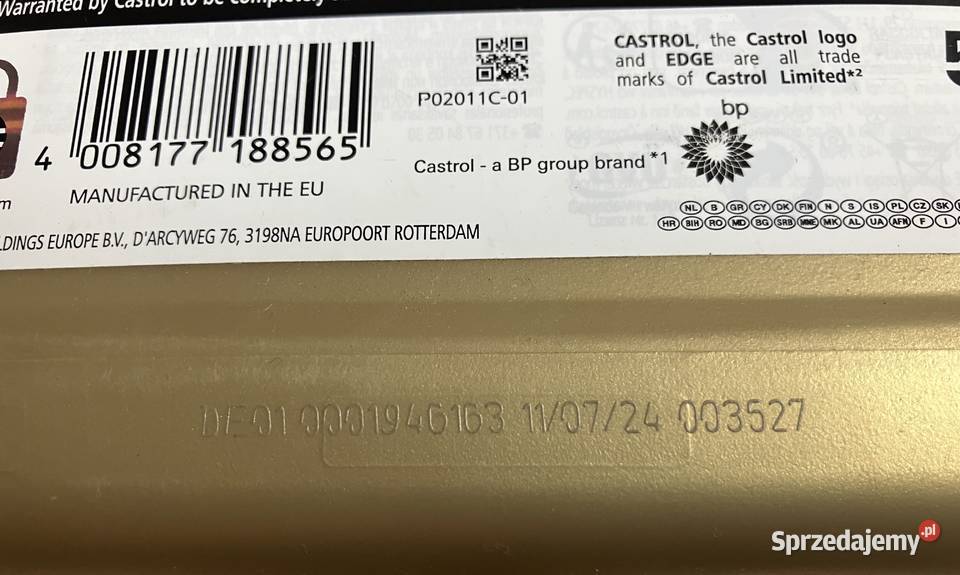 Warranted by Castrol to be completely
P02011C-01
CASTROL, the Castrol logo
and EDGE are all trade
marks of Castrol Limited*²
bp
4 008177 188565
Castrol - a BP group brand *1
MANUFACTURED IN THE EU
NL B GR CY DK FIN N S IS PL CZ SK
HR BIH RO MD BG SRB MNE MK AL UA AFN F I
LDINGS EUROPE B.V., D'ARCYWEG 76, 3198NA EUROPOORT ROTTERDAM
DE01 0001946163 11/07/24 003527
Sprzedajemy.pl